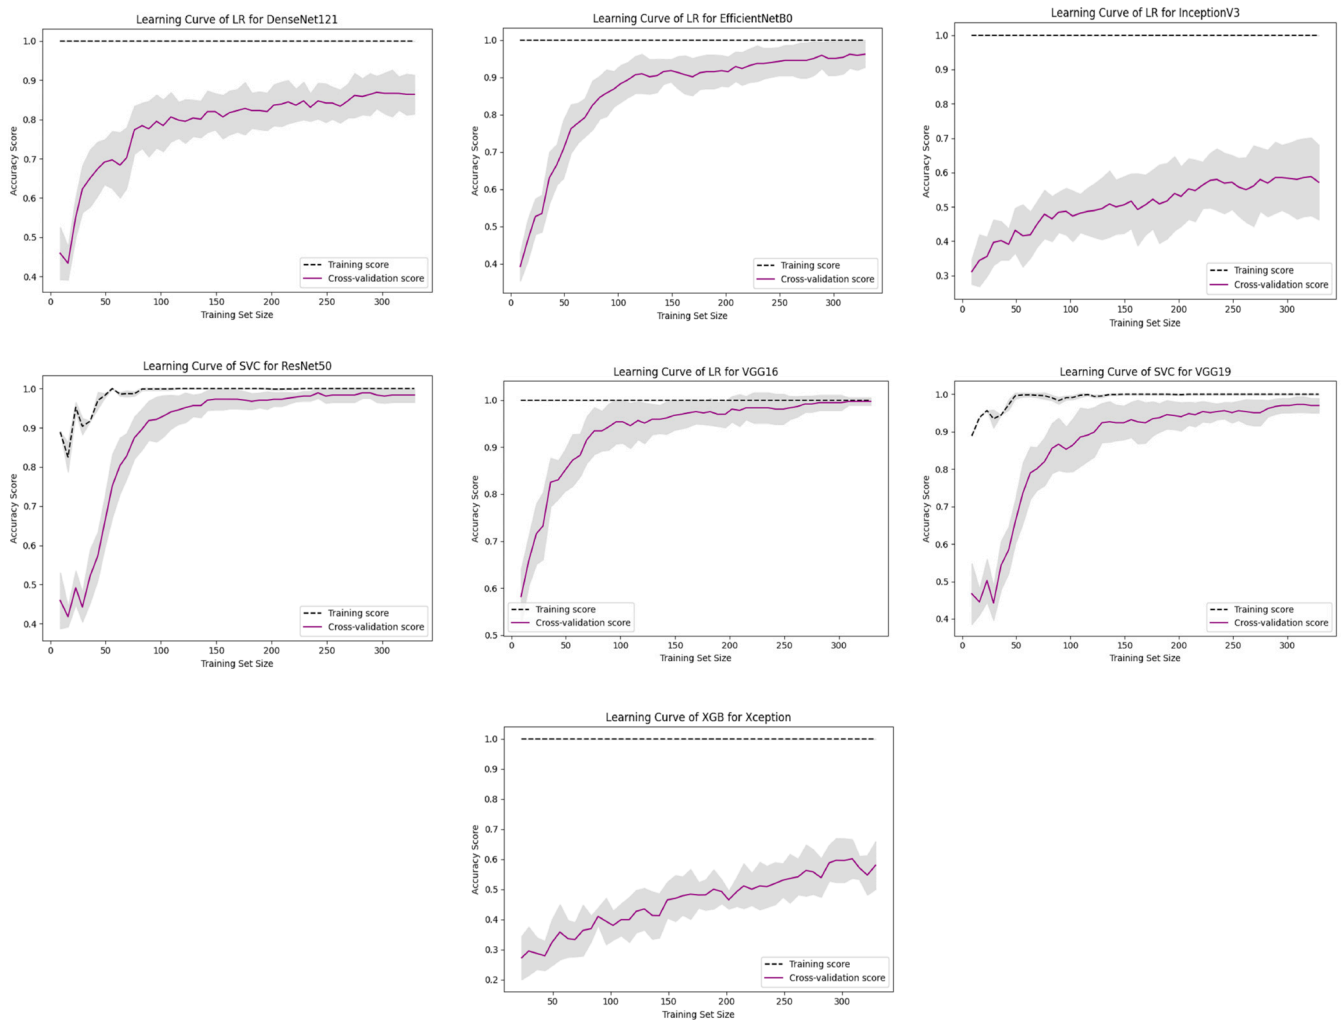 Learning Curve of LR for DenseNet121
1.0
0.9
0.8
0.7
0.6
0.5
0.4
Accuracy Score
Training score
Cross-validation score
0 50 100 150 200 250 300
Training Set Size
Learning Curve of LR for EfficientNetB0
1.0
0.9
0.8
0.7
0.6
0.5
0.4
Accuracy Score
Training score
Cross-validation score
0 50 100 150 200 250 300
Training Set Size
Learning Curve of LR for InceptionV3
1.0
0.9
0.8
0.7
0.6
0.5
0.4
0.3
Accuracy Score
Training score
Cross-validation score
0 50 100 150 200 250 300
Training Set Size
Learning Curve of SVC for ResNet50
1.0
0.9
0.8
0.7
0.6
0.5
0.4
Accuracy Score
Training score
Cross-validation score
0 50 100 150 200 250 300
Training Set Size
Learning Curve of LR for VGG16
1.0
0.9
0.8
0.7
0.6
0.5
Accuracy Score
Training score
Cross-validation score
0 50 100 150 200 250 300
Training Set Size
Learning Curve of SVC for VGG19
1.0
0.9
0.8
0.7
0.6
0.5
0.4
Accuracy Score
Training score
Cross-validation score
0 50 100 150 200 250 300
Training Set Size
Learning Curve of XGB for Xception
1.0
0.9
0.8
0.7
0.6
0.5
0.4
0.3
0.2
Accuracy Score
Training score
Cross-validation score
50 100 150 200 250 300
Training Set Size